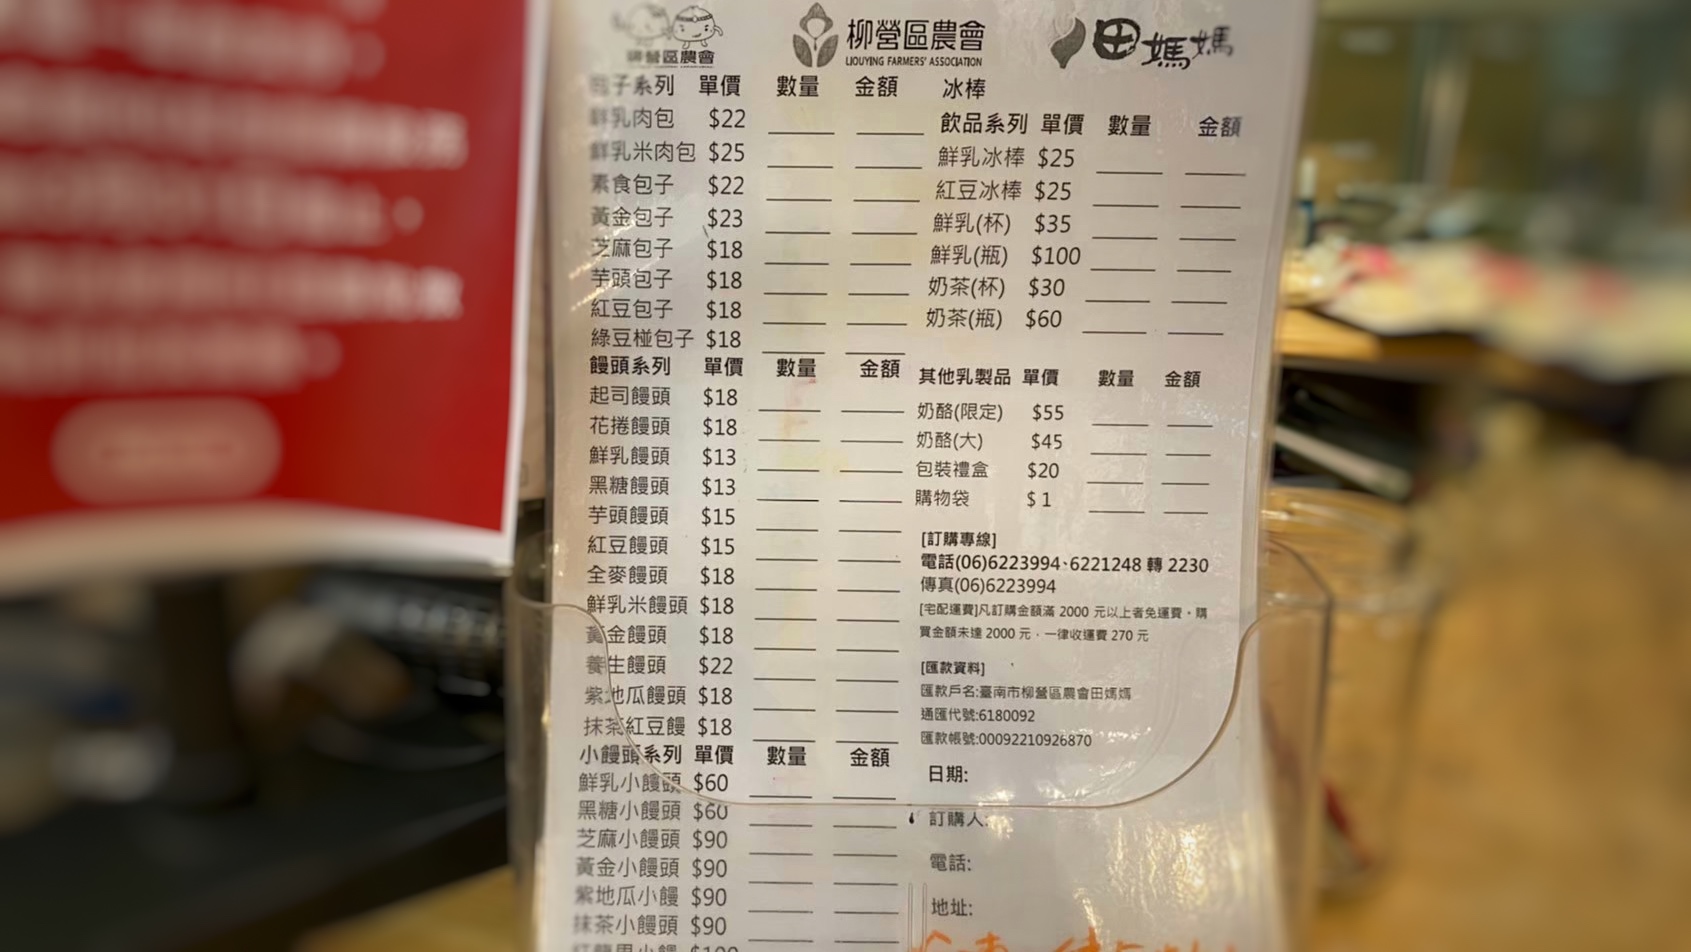 柳營區農會
柳營區農會
LIOUYING FARMERS' ASSOCIATION
田媽媽
包子系列 單價 數量 金額
鮮乳肉包 $22
鮮乳米肉包 $25
素食包子 $22
黃金包子 $23
芝麻包子 $18
芋頭包子 $18
紅豆包子 $18
綠豆椪包子 $18
饅頭系列 單價 數量 金額
起司饅頭 $18
花捲饅頭 $18
鮮乳饅頭 $13
黑糖饅頭 $13
芋頭饅頭 $15
紅豆饅頭 $15
全麥饅頭 $18
鮮乳米饅頭 $18
黃金饅頭 $18
養生饅頭 $22
紫地瓜饅頭 $18
抹茶紅豆饅 $18
小饅頭系列 單價 數量 金額
鮮乳小饅頭 $60
黑糖小饅頭 $60
芝麻小饅頭 $90
黃金小饅頭 $90
紫地瓜小饅 $90
抹茶小饅頭 $90
冰棒
飲品系列 單價 數量 金額
鮮乳冰棒 $25
紅豆冰棒 $25
鮮乳(杯) $35
鮮乳(瓶) $100
奶茶(杯) $30
奶茶(瓶) $60
其他乳製品 單價 數量 金額
奶酪(限定) $55
奶酪(大) $45
包裝禮盒 $20
購物袋 $1
[訂購專線]
電話(06)6223994、6221248 轉 2230
傳真(06)6223994
[宅配運費]凡訂購金額滿 2000 元以上者免運費。購
買金額未達 2000 元，一律收運費 270 元
[匯款資料]
匯款戶名:臺南市柳營區農會田媽媽
通匯代號:6180092
匯款帳號:00092210926870
日期:
訂購人:
電話:
地址: